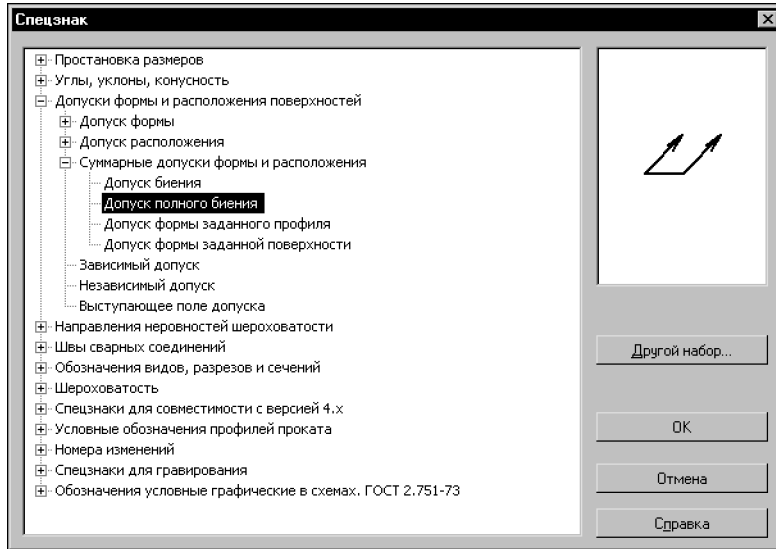 Спецзнак
Простановка размеров
Углы, уклоны, конусность
Допуски формы и расположения поверхностей
Допуск формы
Допуск расположения
Суммарные допуски формы и расположения
Допуск биения
Допуск полного биения
Допуск формы заданного профиля
Допуск формы заданной поверхности
Зависимый допуск
Независимый допуск
Выступающее поле допуска
Направления неровностей шероховатости
Швы сварных соединений
Обозначения видов, разрезов и сечений
Шероховатость
Спецзнаки для совместимости с версией 4.x
Условные обозначения профилей проката
Номера изменений
Спецзнаки для гравирования
Обозначения условные графические в схемах. ГОСТ 2.751-73
Другой набор...
OK
Отмена
Справка